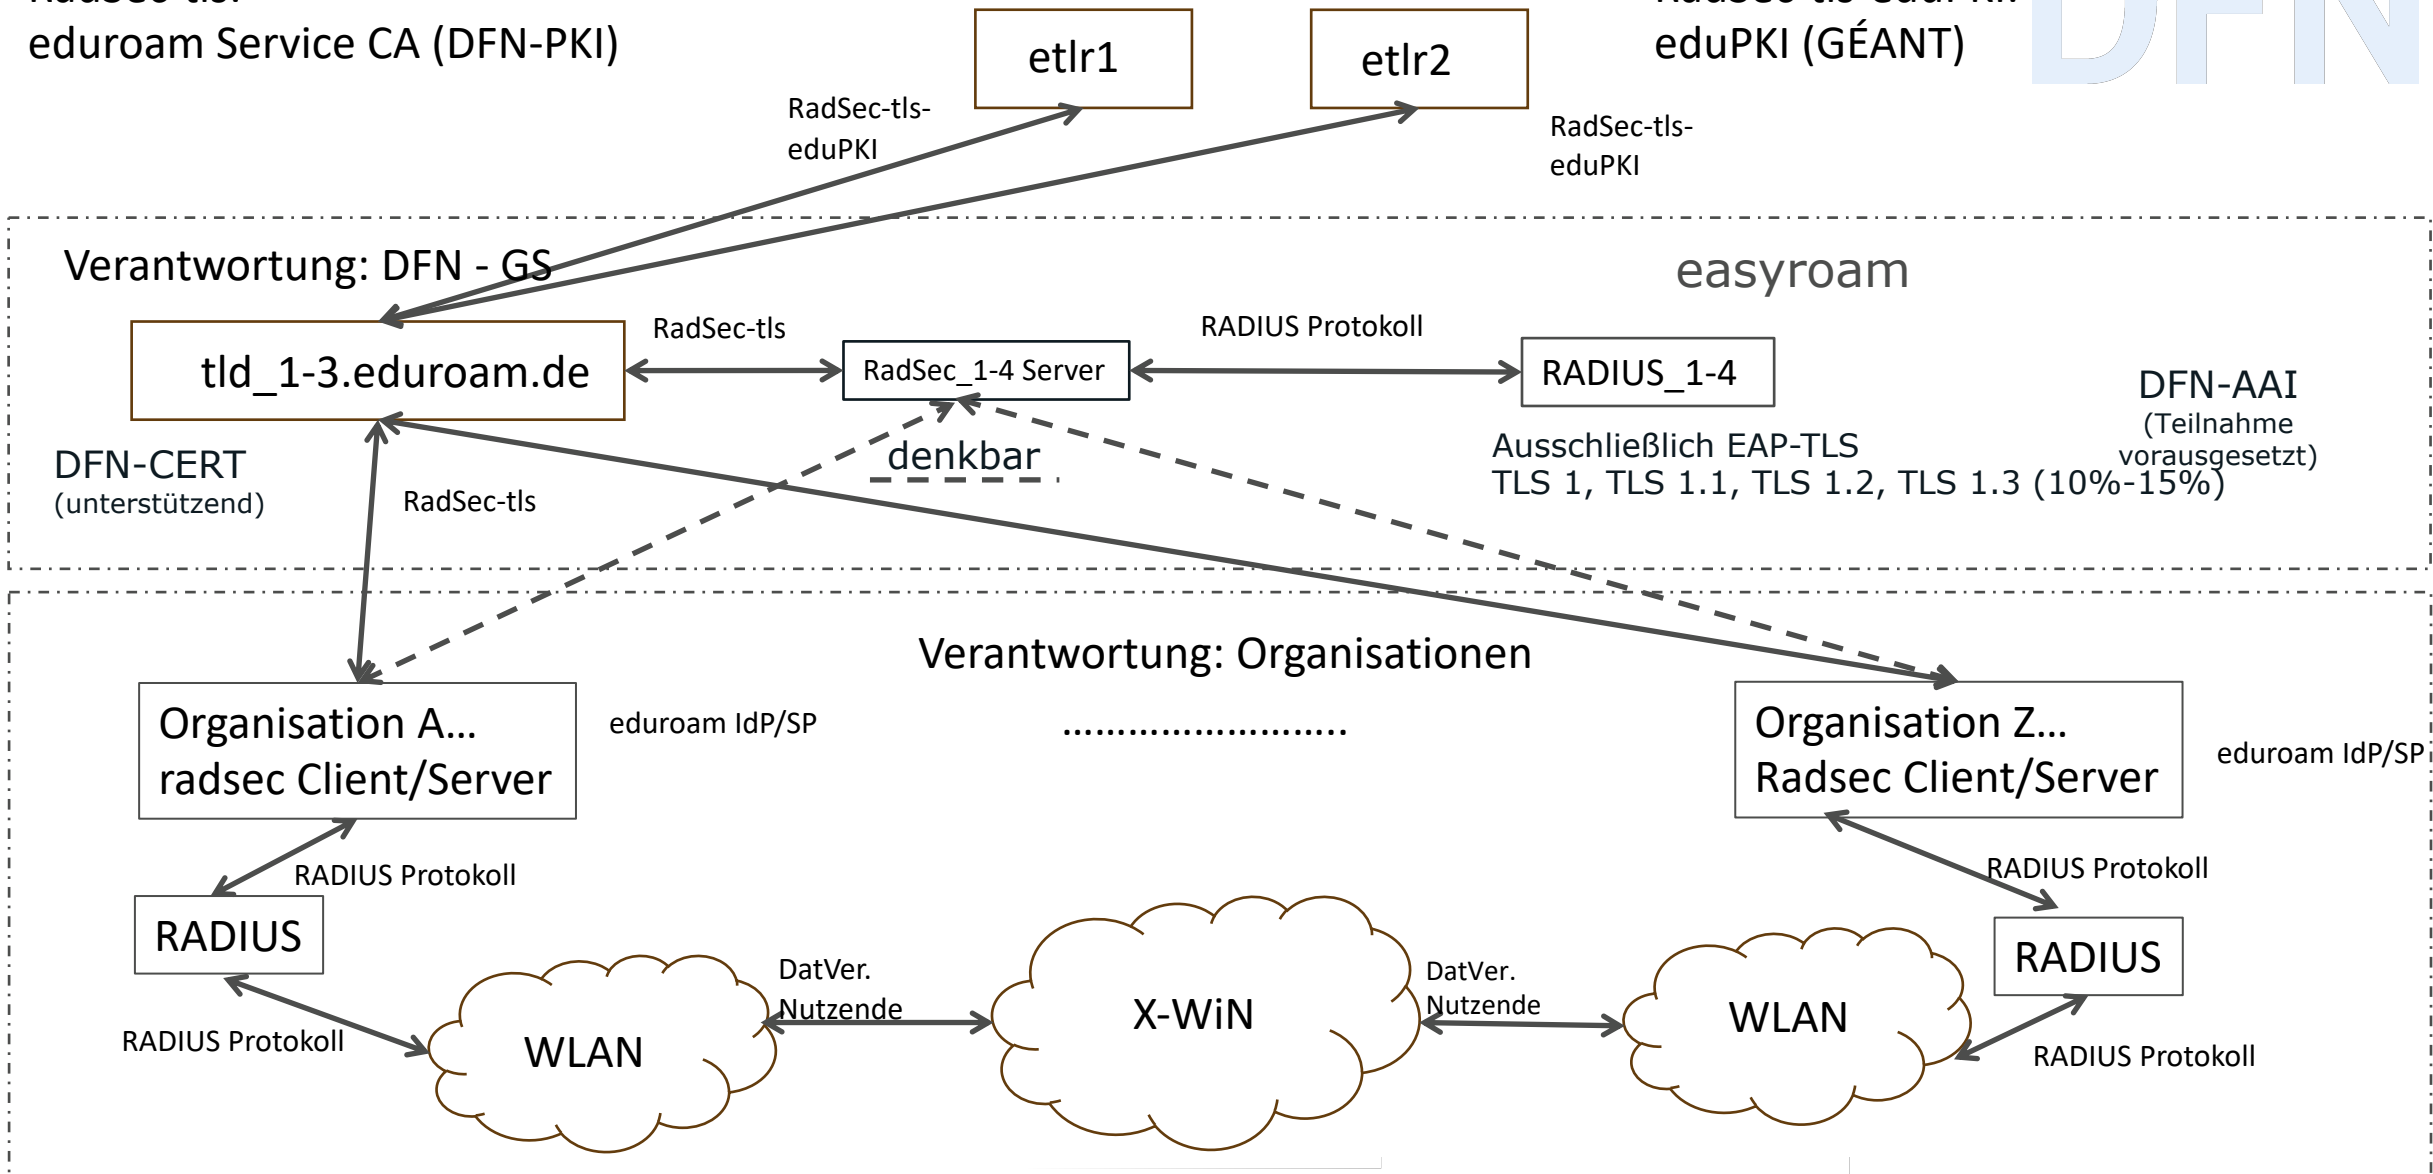 RadSec-tls:
eduroam Service CA (DFN-PKI)
etlr1
etlr2
eduPKI (GÉANT)
DFN
RadSec-tls-
eduPKI
RadSec-tls-
eduPKI
Verantwortung: DFN - GS
easyroam
tld_1-3.eduroam.de
RadSec-tls
RadSec_1-4 Server
RADIUS Protokoll
RADIUS_1-4
DFN-AAI
(Teilnahme
vorausgesetzt)
DFN-CERT
(unterstützend)
RadSec-tls
denkbar
Ausschließlich EAP-TLS
TLS 1, TLS 1.1, TLS 1.2, TLS 1.3 (10%-15%)
Verantwortung: Organisationen
Organisation A...
radsec Client/Server
eduroam IdP/SP
..........................
Organisation Z...
Radsec Client/Server
eduroam IdP/SP
RADIUS Protokoll
RADIUS
RADIUS Protokoll
WLAN
DatVer.
Nutzende
X-WiN
DatVer.
Nutzende
WLAN
RADIUS Protokoll
RADIUS
RADIUS Protokoll